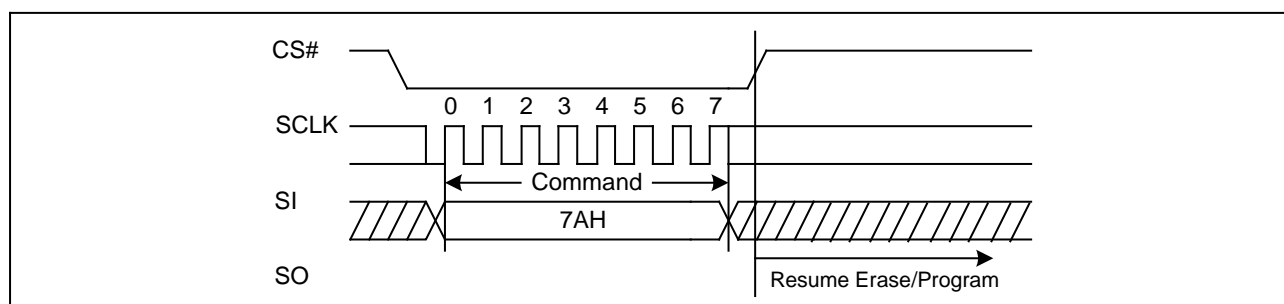 CS#
0 1 2 3 4 5 6 7
SCLK
Command
SI
7AH
SO
Resume Erase/Program